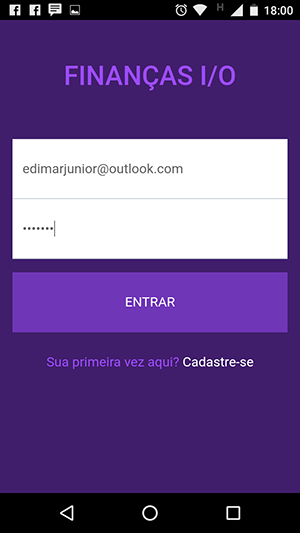 H 18:00
FINANÇAS I/O
edimarjunior@outlook.com
•••••••
ENTRAR
Sua primeira vez aqui? Cadastre-se